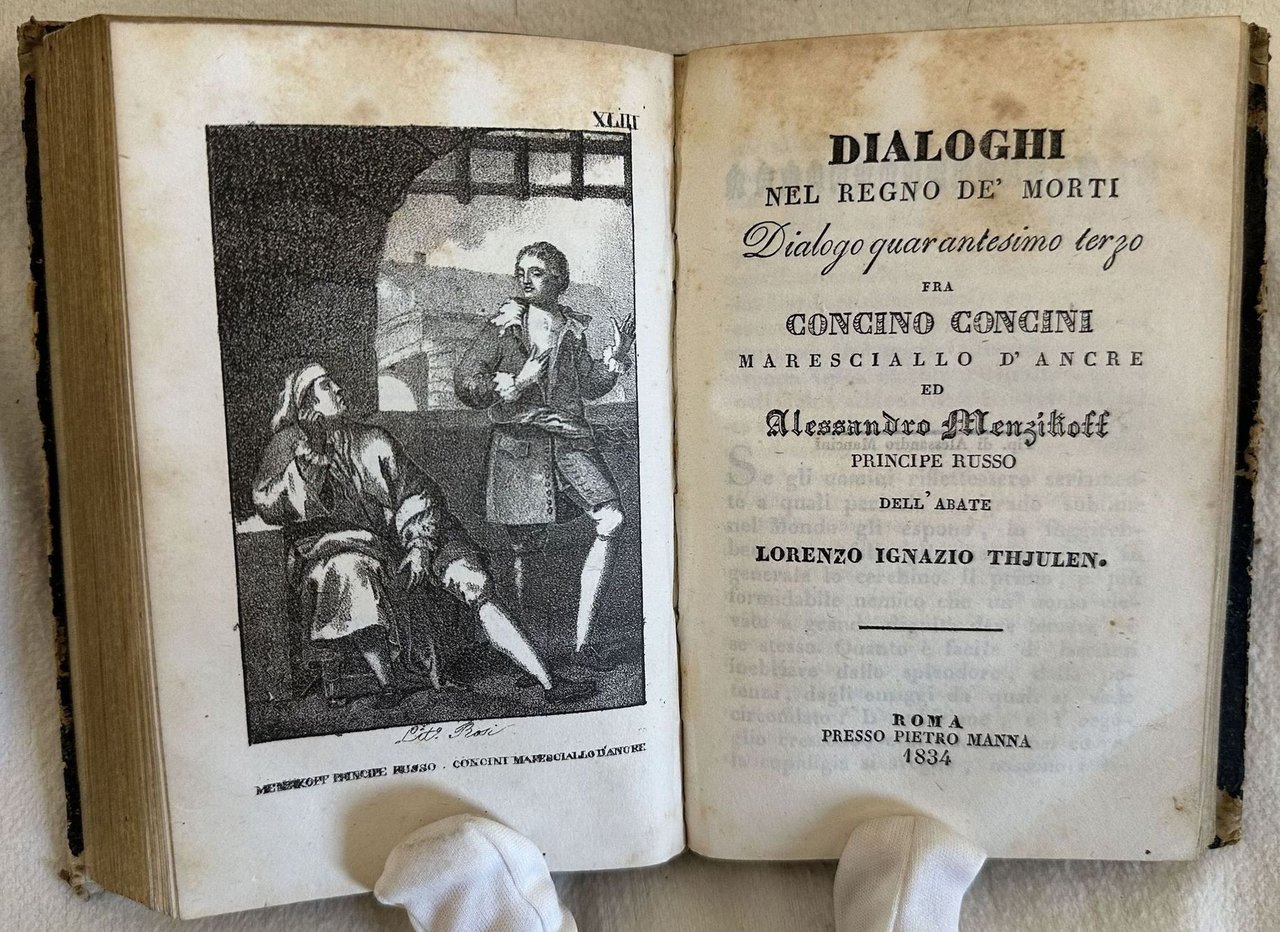 XLIII
Lit. Rosi
MENZIKOFF PRINCIPE RUSSO . CONCINI MARESCIALLO D'ANCRE
DIALOGHI
NEL REGNO DE' MORTI
Dialogo quarantesimo terzo
FRA
CONCINO CONCINI
MARESCIALLO D'ANCRE
ED
Alessandro Menzikoff
PRINCIPE RUSSO
DELL'ABATE
LORENZO IGNAZIO THJULEN.
ROMA
PRESSO PIETRO MANNA
1834